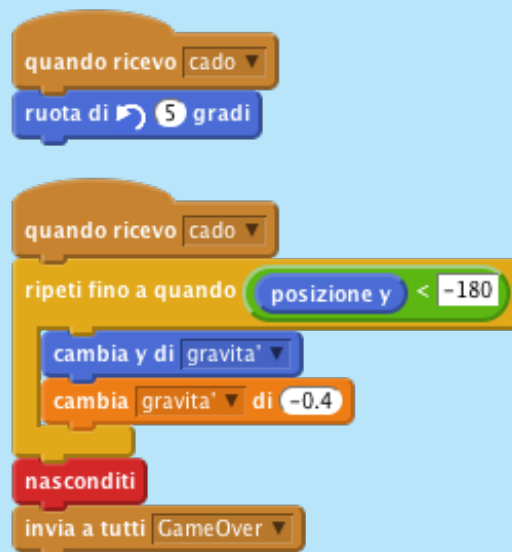 quando ricevo cado
ruota di 5 gradi
quando ricevo cado
ripeti fino a quando posizione y < -180
cambia y di gravita'
cambia gravita' di -0.4
nasconditi
invia a tutti GameOver